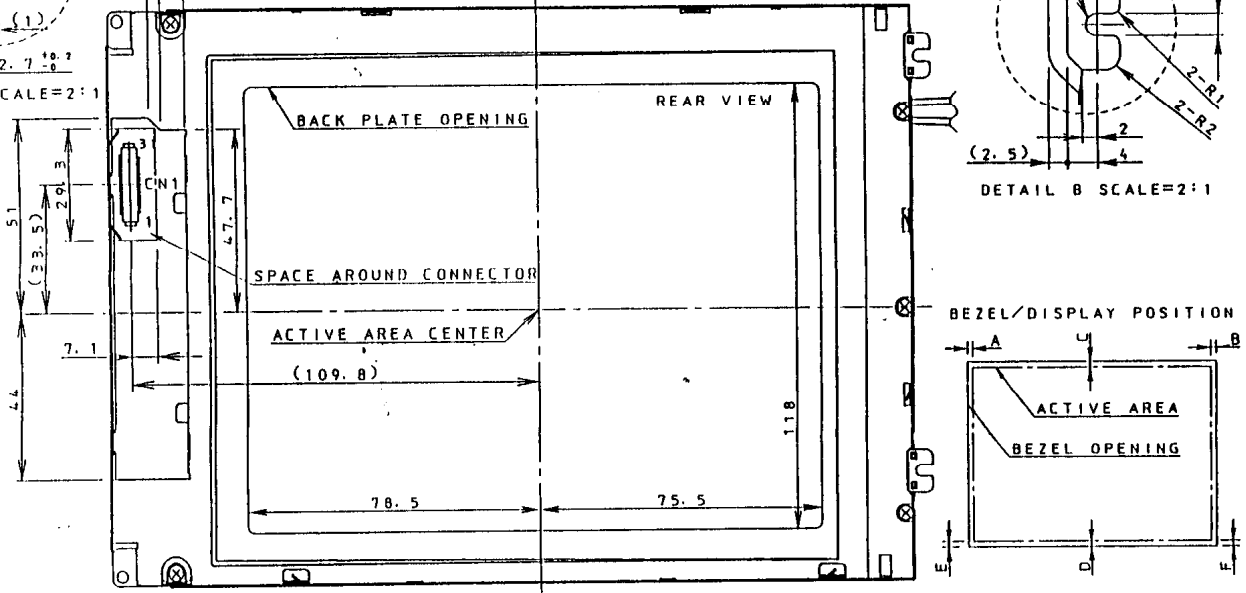 (1)
2. 7 +0.2 -0
CALE=2:1
REAR VIEW
BACK PLATE OPENING
31
CN1
1
29. 3
51
(33. 5)
47. 7
SPACE AROUND CONNECTOR
ACTIVE AREA CENTER
7. 1
(109. 8)
44
118
78. 5
75. 5
2-R1
2-R2
2
(2. 5)
4
DETAIL B SCALE=2:1
BEZEL/DISPLAY POSITION
A
C
B
ACTIVE AREA
BEZEL OPENING
E
D
F